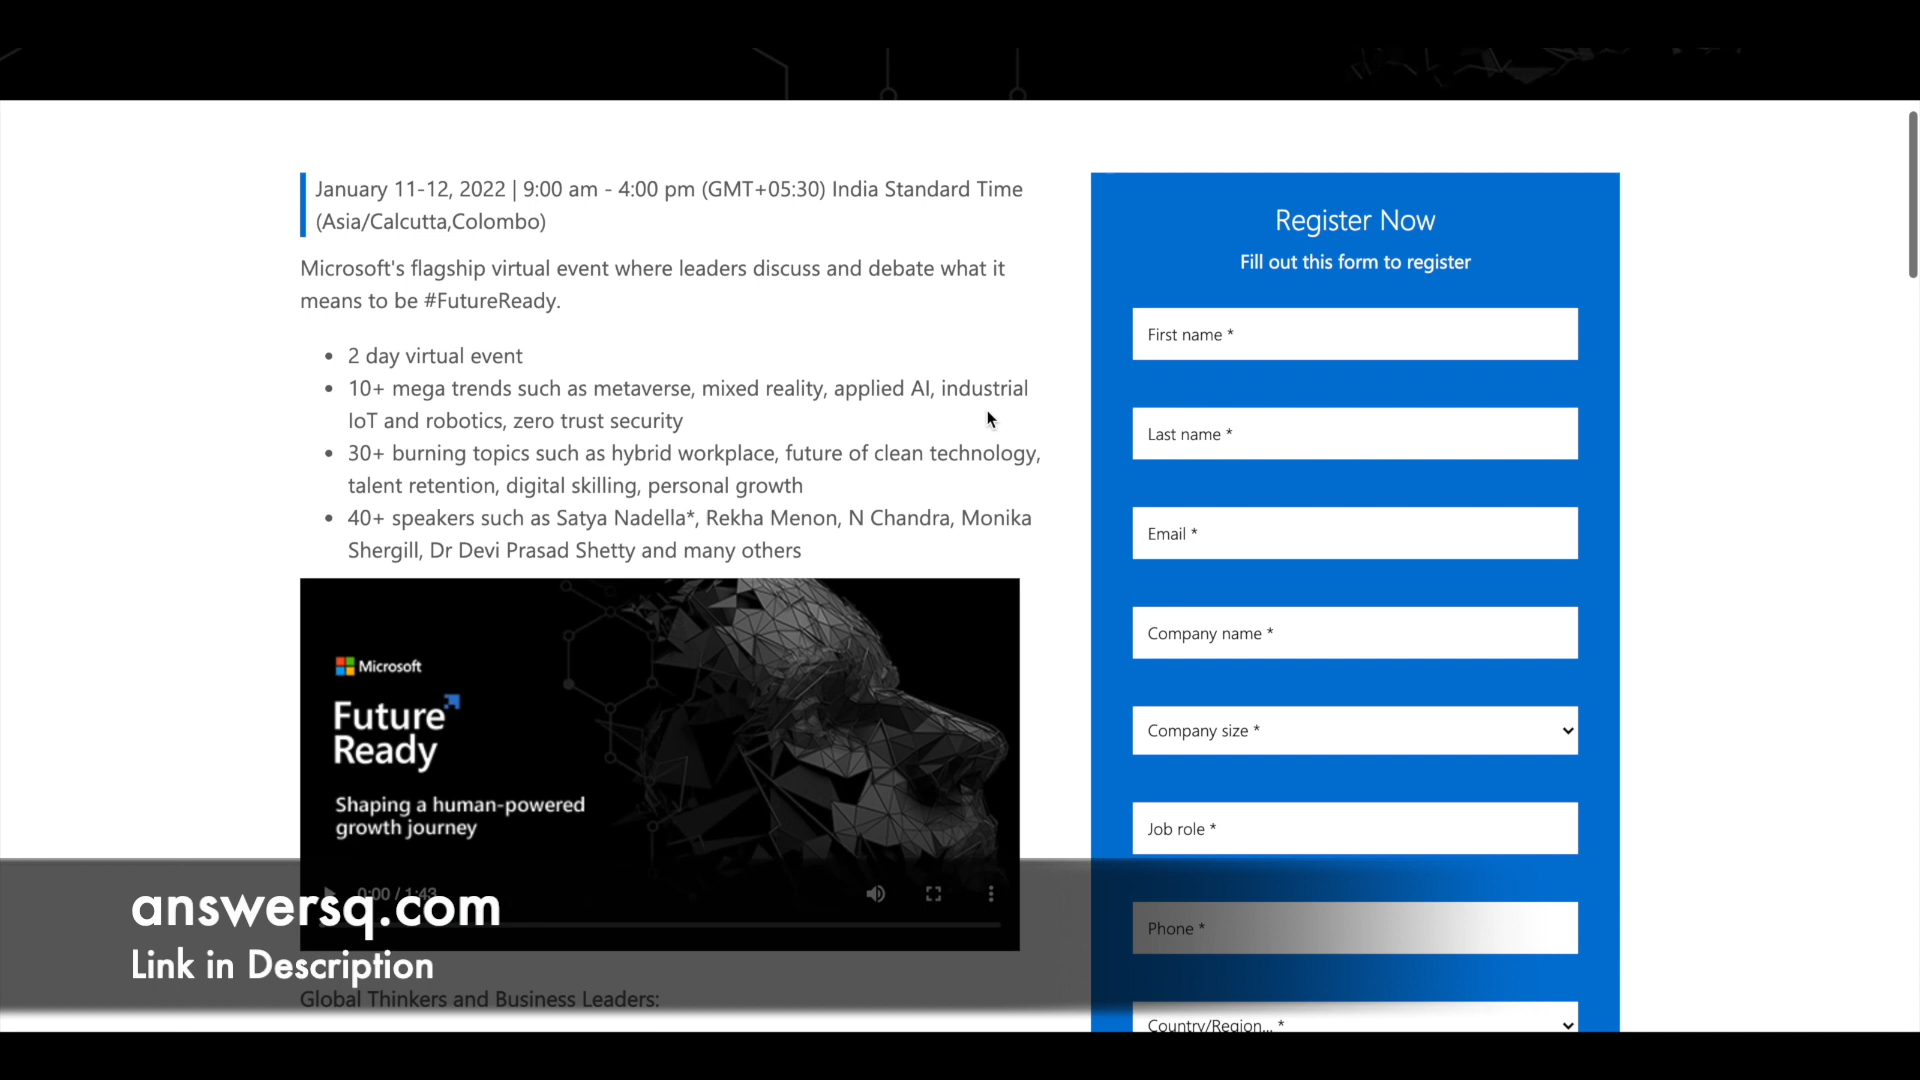 January 11-12, 2022 | 9:00 am - 4:00 pm (GMT+05:30) India Standard Time
(Asia/Calcutta,Colombo)
Microsoft's flagship virtual event where leaders discuss and debate what it
means to be #FutureReady.
• 2 day virtual event
• 10+ mega trends such as metaverse, mixed reality, applied AI, industrial
IoT and robotics, zero trust security
• 30+ burning topics such as hybrid workplace, future of clean technology,
talent retention, digital skilling, personal growth
• 40+ speakers such as Satya Nadella*, Rekha Menon, N Chandra, Monika
Shergill, Dr Devi Prasad Shetty and many others
Microsoft
Future
Ready
Shaping a human-powered
growth journey
0:00 / 1:43
answersq.com
Link in Description
Global Thinkers and Business Leaders:
Register Now
Fill out this form to register
First name *
Last name *
Email *
Company name *
Company size *
Job role *
Phone *
Country/Region... *